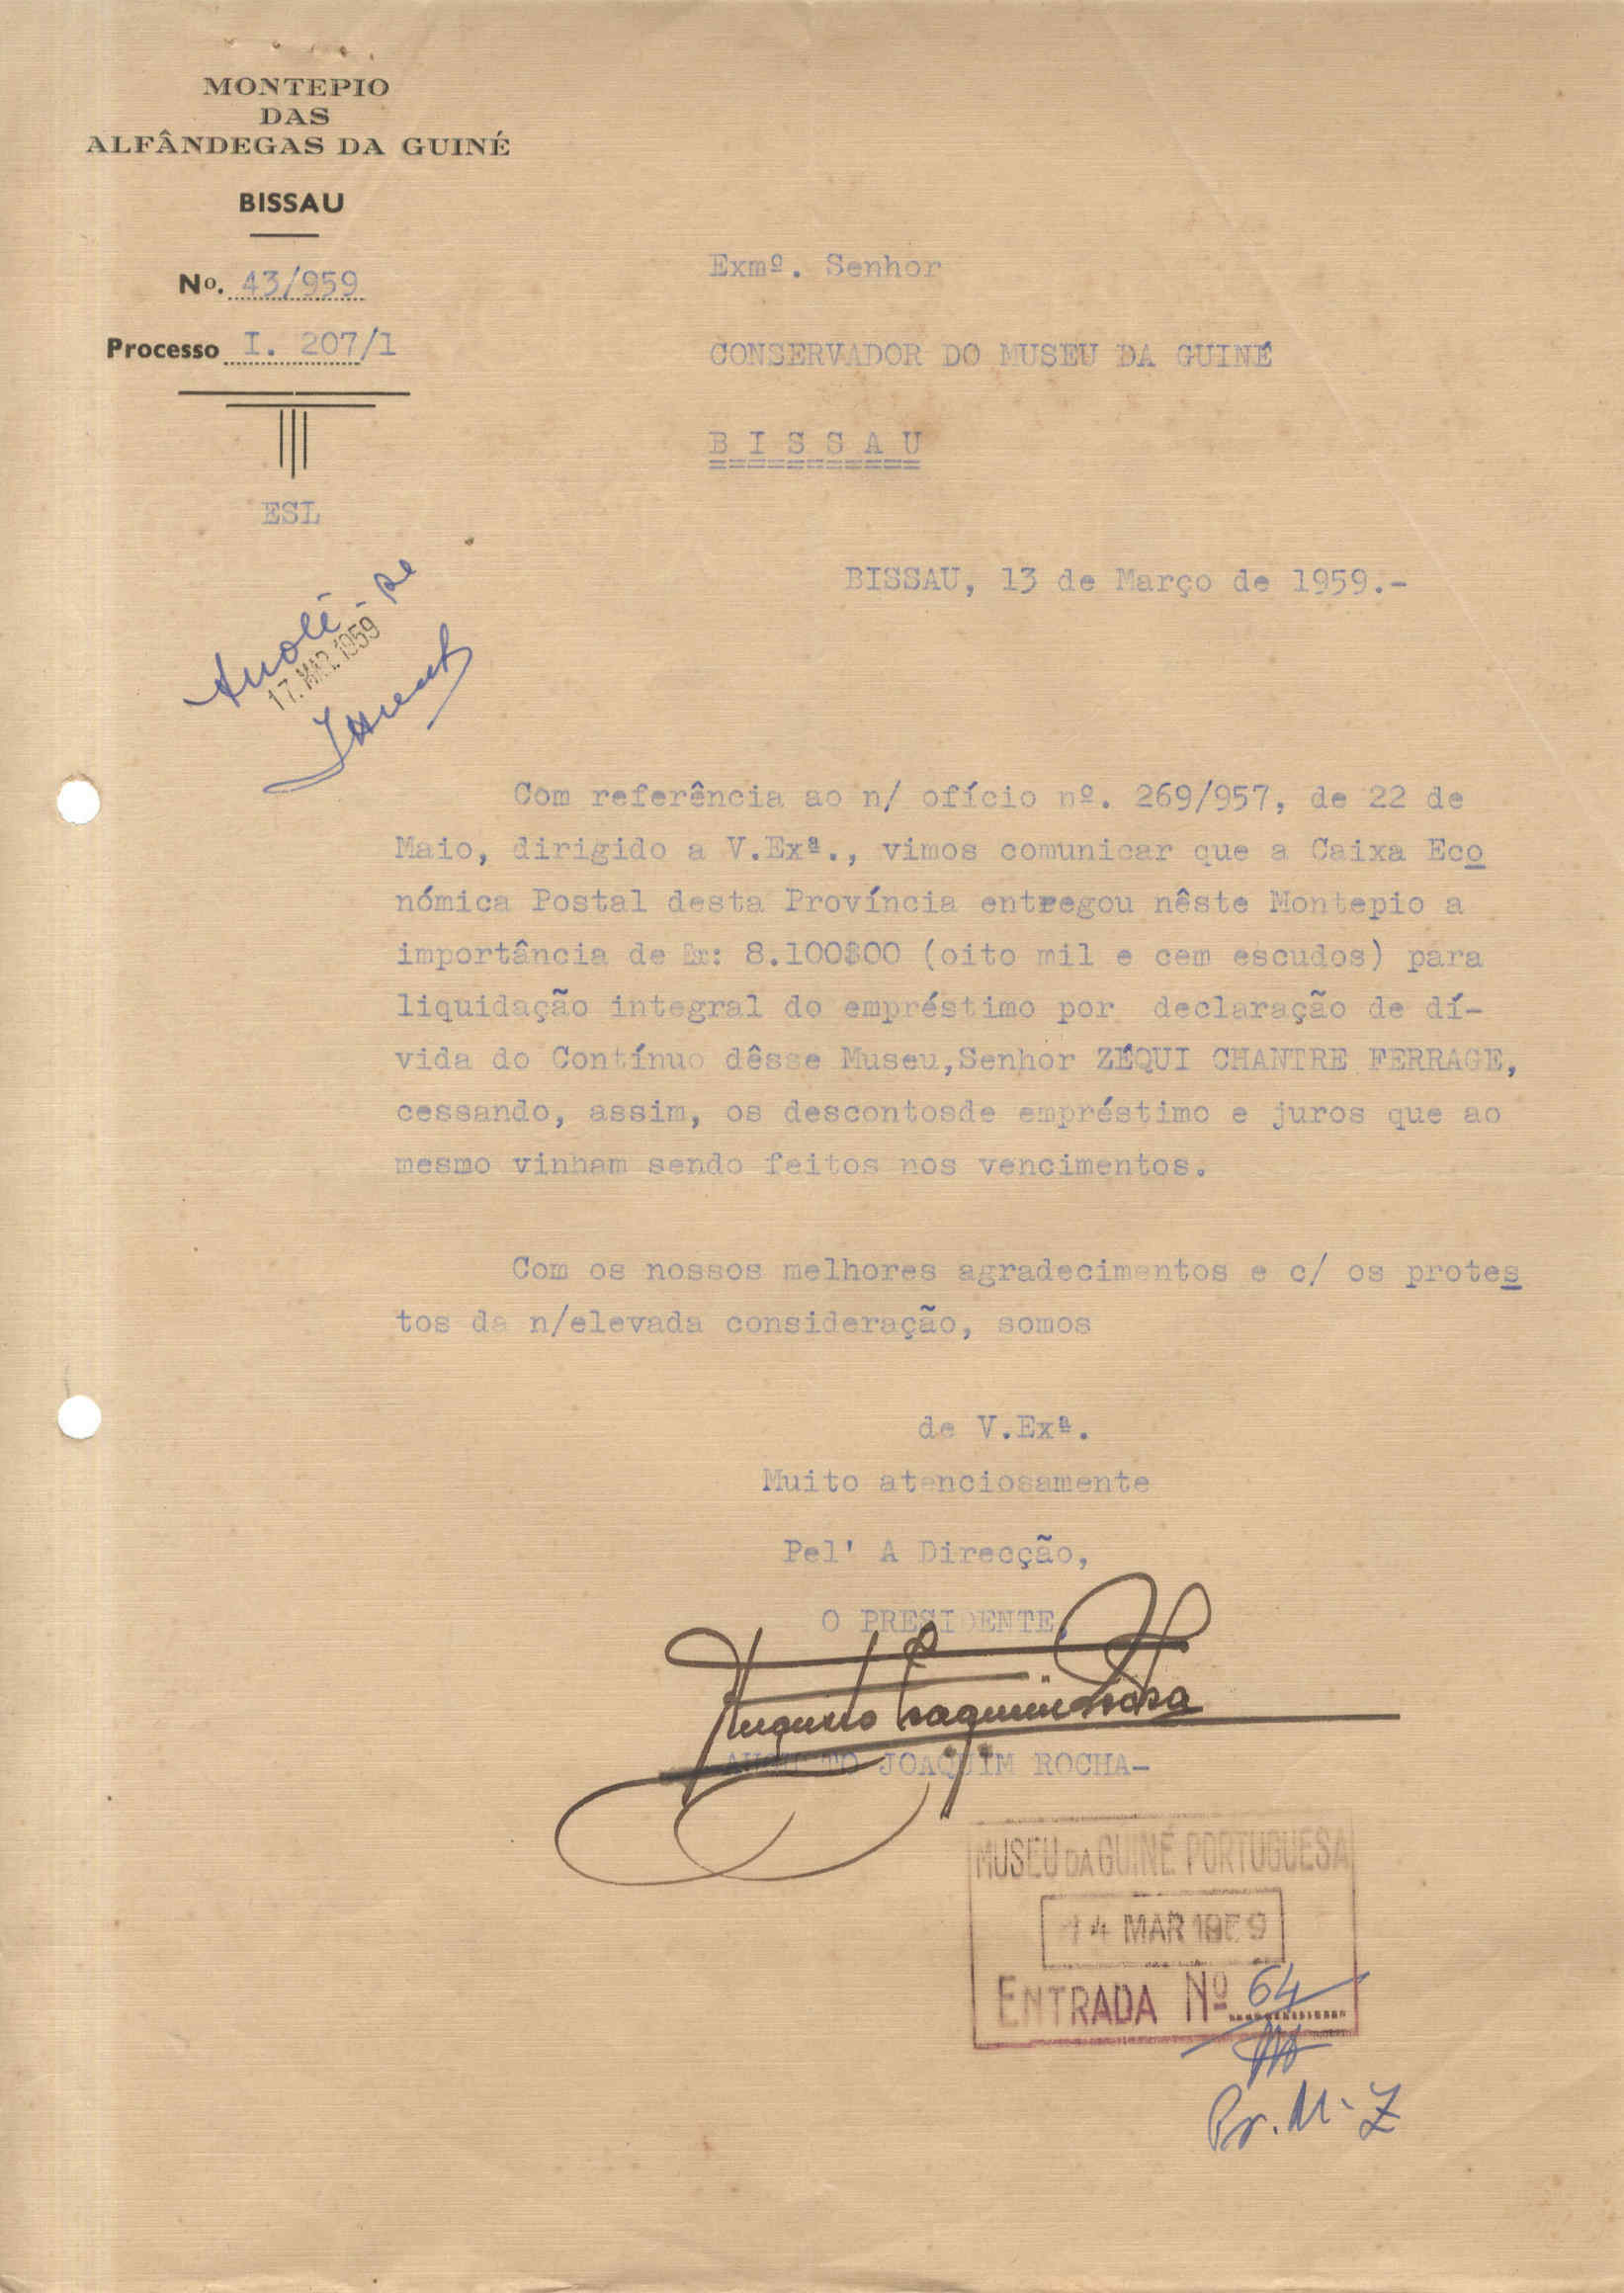 MONTEPIO
DAS
ALFÂNDEGAS DA GUINÉ
BISSAU
Nº. 43/959
Processo I. 207/1
ESL
Exmº. Senhor
CONSERVADOR DO MUSEU DA GUINÉ
B I S S A U
BISSAU, 13 de Março de 1959.-
17. MAR. 1959
Com referência ao n/ ofício nº. 269/957, de 22 de
Maio, dirigido a V.Exª., vimos comunicar que a Caixa Eco
nómica Postal desta Província entregou nêste Montepio a
importância de Er: 8.100$00 (oito mil e cem escudos) para
liquidação integral do empréstimo por declaração de dí-
vida do Contínuo dêsse Museu,Senhor ZÉQUI CHANTRE FERRAGE,
cessando, assim, os descontosde empréstimo e juros que ao
mesmo vinham sendo feitos nos vencimentos.
Com os nossos melhores agradecimentos e c/ os protes
tos da n/elevada consideração, somos
de V.Exª.
Muito atenciosamente
Pel' A Direcção,
O PRESIDENTE,
Augusto Joaquim Rocha
AUGUSTO JOAQUIM ROCHA-
MUSEU DA GUINÉ PORTUGUESA
14 MAR 1959
ENTRADA Nº 64
Pr. M-Z